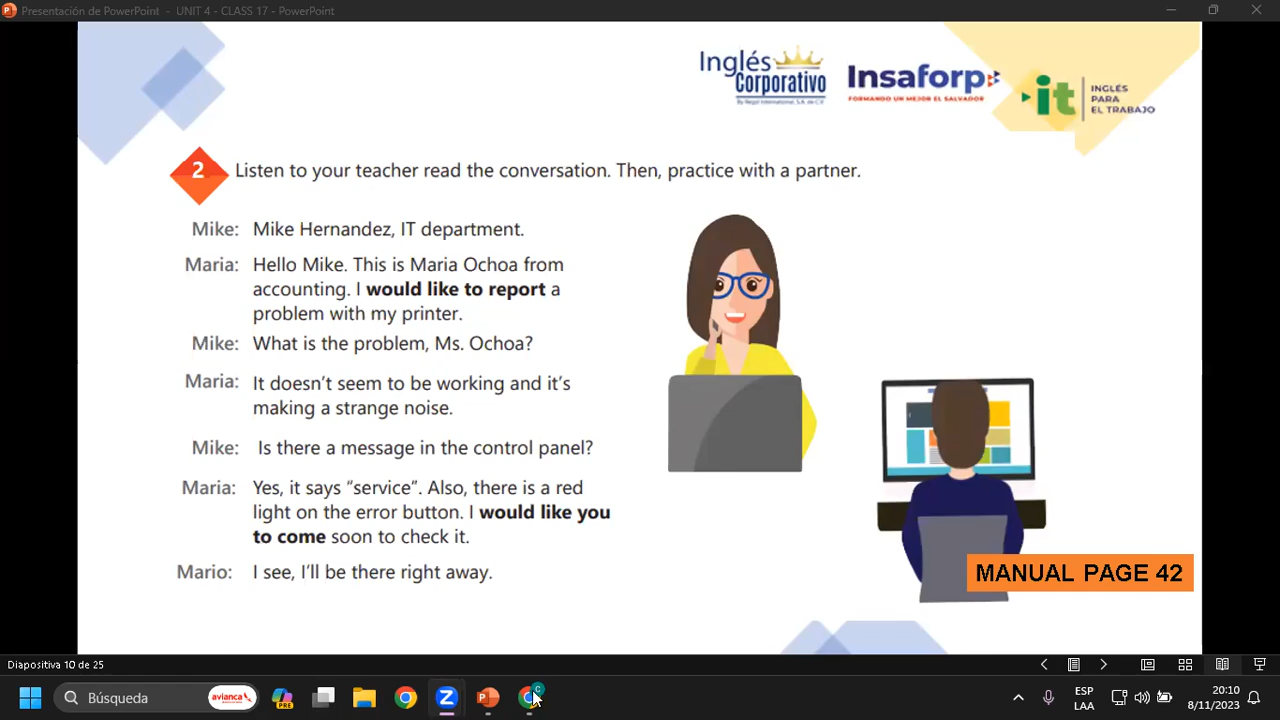 Presentación de PowerPoint - UNIT 4 - CLASS 17 - PowerPoint
Inglés
Corporativo
By Regal International, S.A. de C.V.
Insaforp
FORMANDO UN MEJOR EL SALVADOR
it
INGLÉS
PARA
EL TRABAJO
2
Listen to your teacher read the conversation. Then, practice with a partner.
Mike: Mike Hernandez, IT department.
Maria: Hello Mike. This is Maria Ochoa from
accounting. I would like to report a
problem with my printer.
Mike: What is the problem, Ms. Ochoa?
Maria: It doesn't seem to be working and it's
making a strange noise.
Mike: Is there a message in the control panel?
Maria: Yes, it says “service”. Also, there is a red
light on the error button. I would like you
to come soon to check it.
Mario: I see, I'll be there right away.
MANUAL PAGE 42
Diapositiva 10 de 25
Búsqueda
avianca
PRE
C
ESP
LAA
20:10
8/11/2023